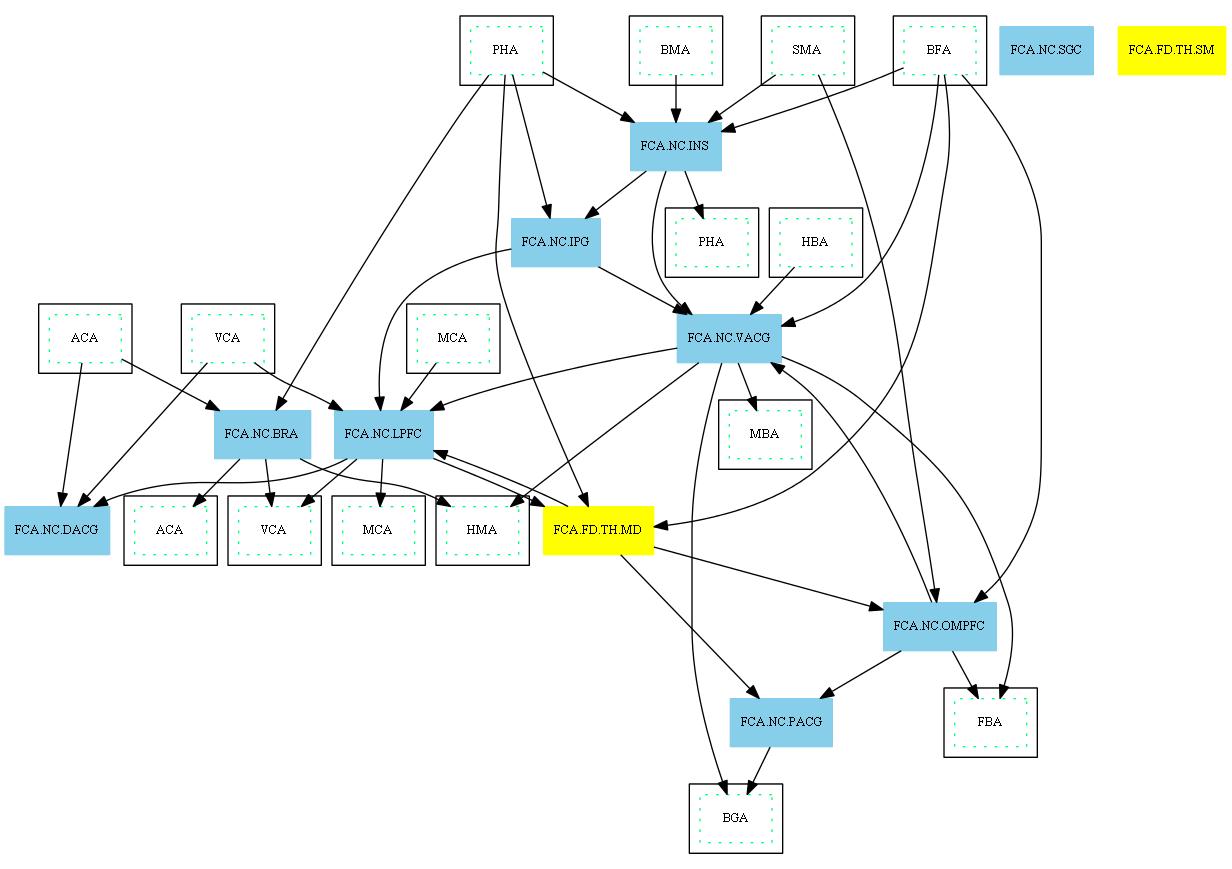 PHA
BMA
SMA
BFA
FCA.NC.SGC
FCA.FD.TH.SM
FCA.NC.INS
FCA.NC.IPG
PHA
HBA
ACA
VCA
MCA
FCA.NC.VACG
FCA.NC.BRA
FCA.NC.LPFC
MBA
FCA.NC.DACG
ACA
VCA
MCA
HMA
FCA.FD.TH.MD
FCA.NC.OMPFC
FCA.NC.PACG
FBA
BGA